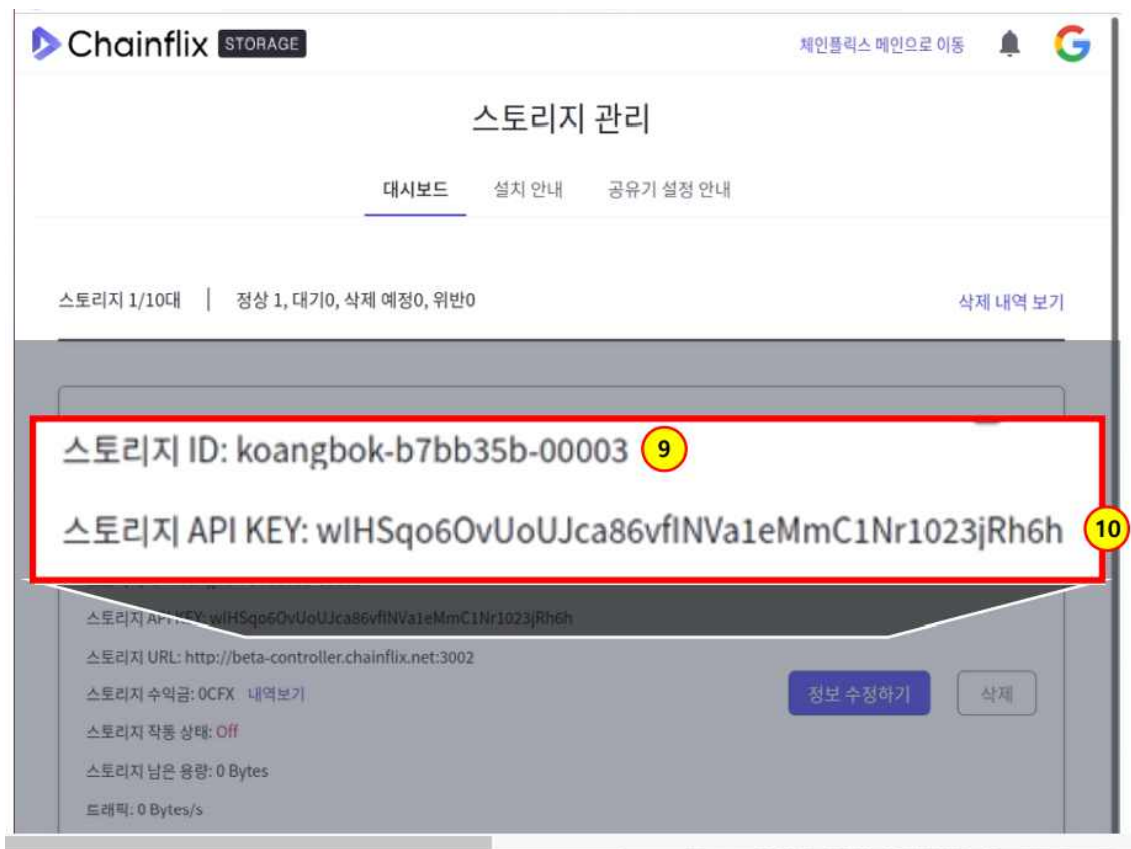 Chainflix STORAGE
체인플릭스 메인으로 이동
스토리지 관리
대시보드 설치 안내 공유기 설정 안내
스토리지 1/10대 | 정상 1, 대기0, 삭제 예정0, 위반0
삭제 내역 보기
스토리지 ID: koangbok-b7bb35b-00003 9
스토리지 API KEY: wIHSqo6OvUoUJca86vfINVa1eMmC1Nr1023jRh6h 10
스토리지 API KEY: wIHSqo6OvUoUJca86vfINVa1eMmC1Nr1023jRh6h
스토리지 URL: http://beta-controller.chainflix.net:3002
스토리지 수익금: 0CFX 내역보기
정보 수정하기 삭제
스토리지 작동 상태: Off
스토리지 남은 용량: 0 Bytes
트래픽: 0 Bytes/s